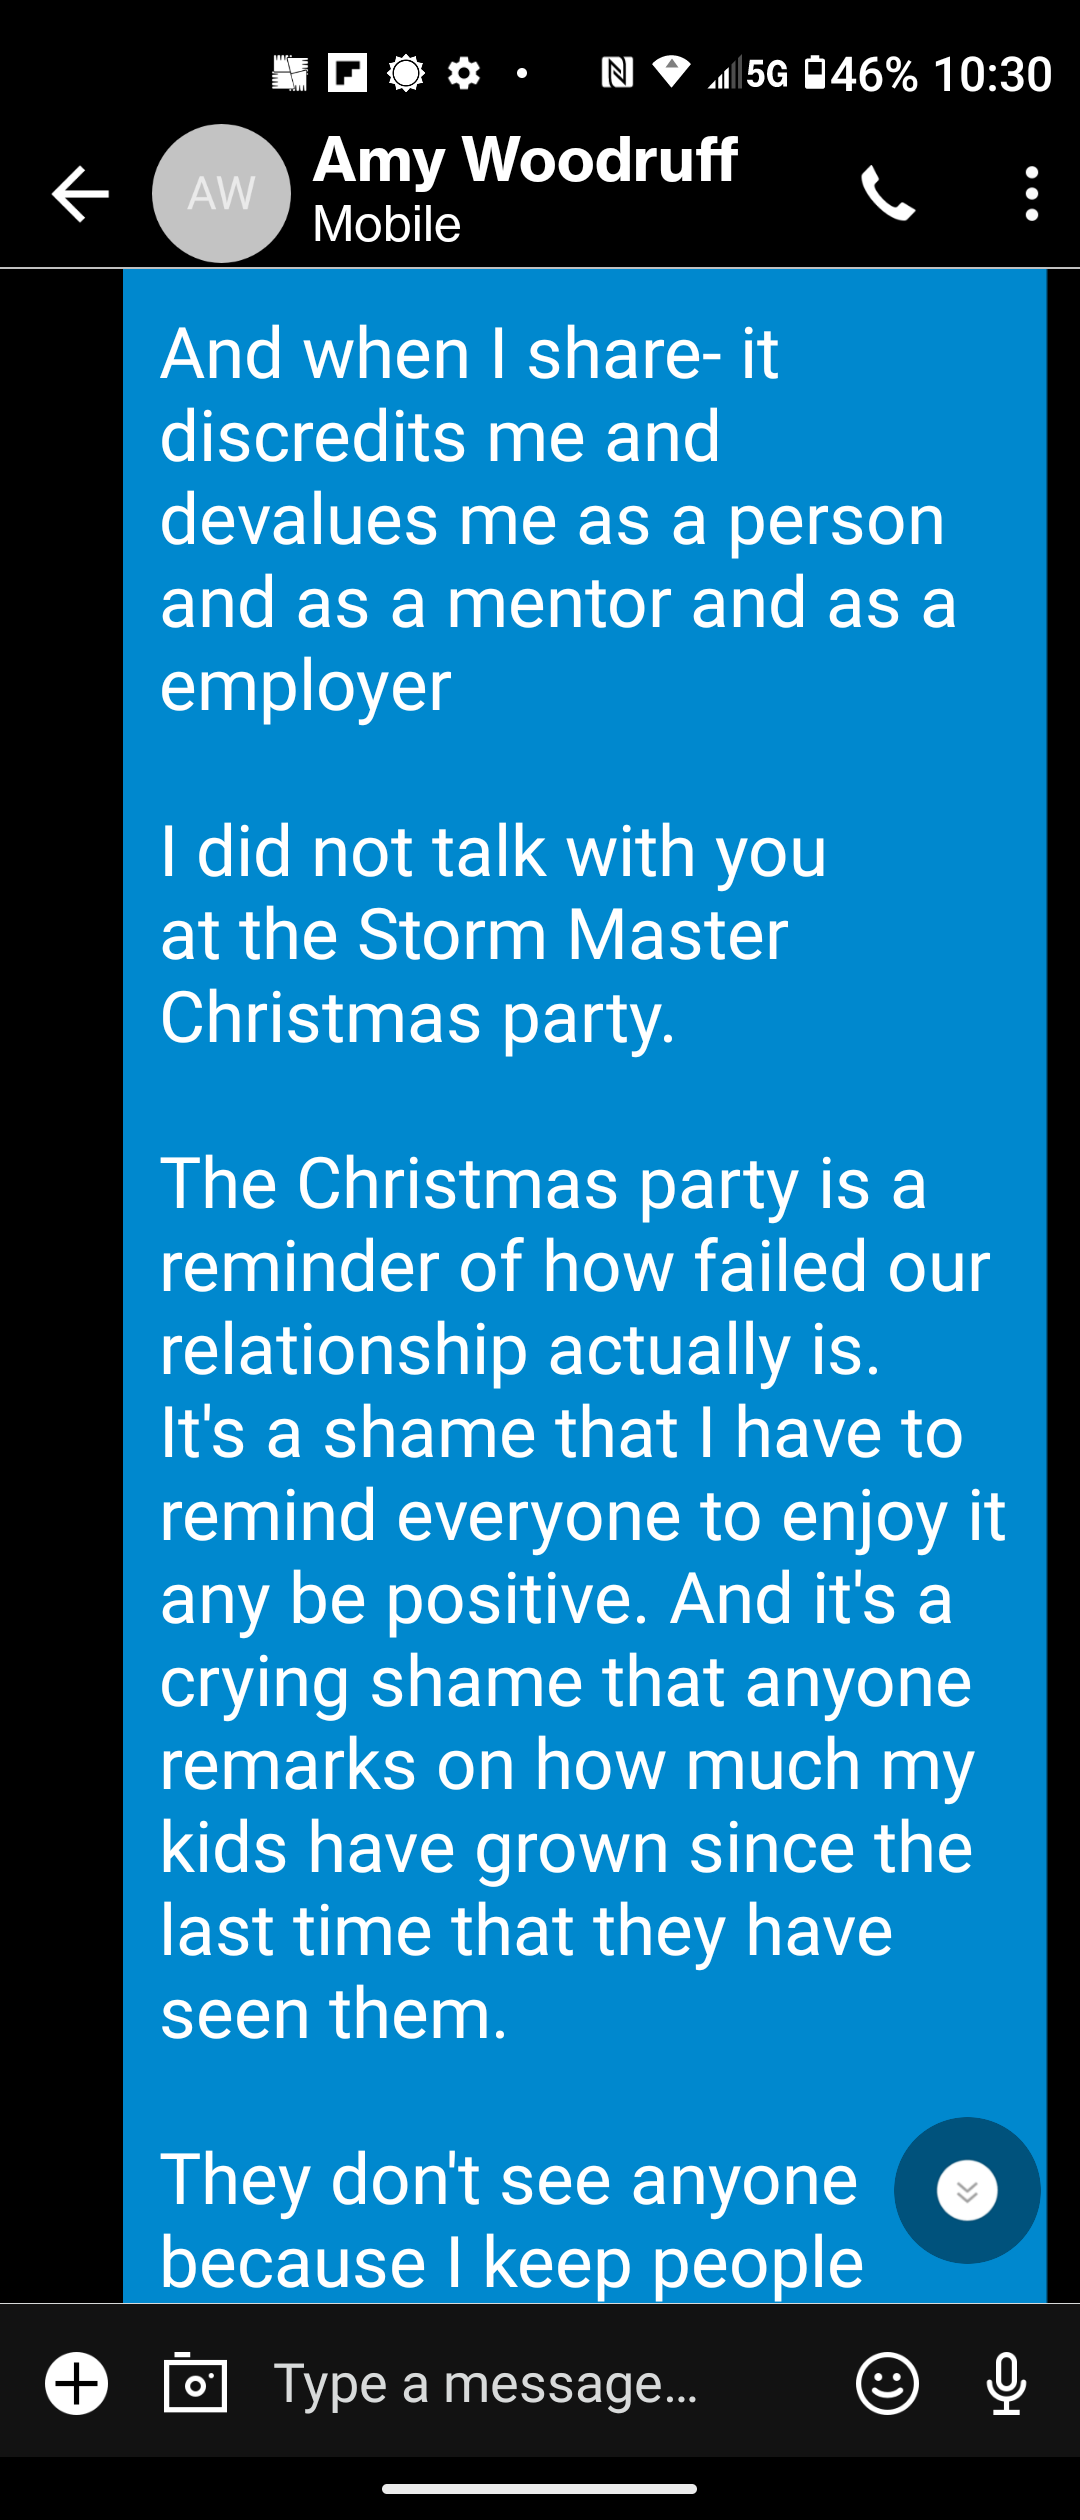 5G 46% 10:30
AW
Amy Woodruff
Mobile
And when I share- it
discredits me and
devalues me as a person
and as a mentor and as a
employer
I did not talk with you
at the Storm Master
Christmas party.
The Christmas party is a
reminder of how failed our
relationship actually is.
It's a shame that I have to
remind everyone to enjoy it
any be positive. And it's a
crying shame that anyone
remarks on how much my
kids have grown since the
last time that they have
seen them.
They don't see anyone
because I keep people
Type a message...